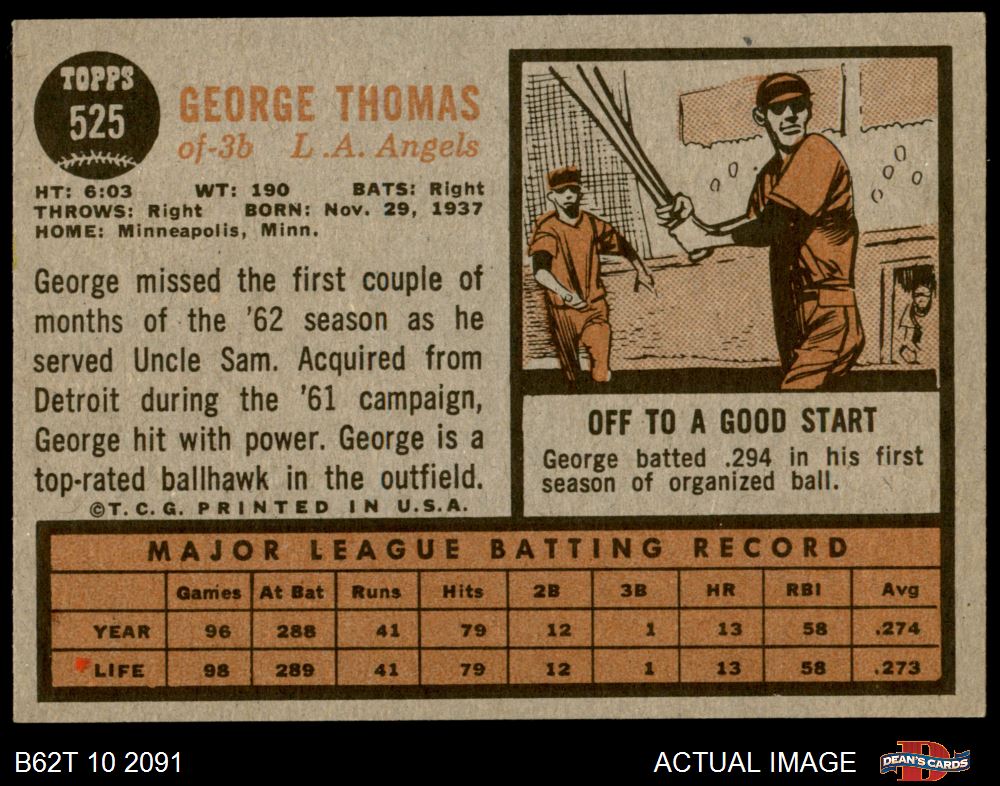 TOPPS
525
GEORGE THOMAS
of-3b L.A. Angels
HT: 6:03 WT: 190 BATS: Right
THROWS: Right BORN: Nov. 29, 1937
HOME: Minneapolis, Minn.
George missed the first couple of
months of the '62 season as he
served Uncle Sam. Acquired from
Detroit during the '61 campaign,
George hit with power. George is a
top-rated ballhawk in the outfield.
©T.C.G. PRINTED IN U.S.A.
OFF TO A GOOD START
George batted .294 in his first
season of organized ball.
MAJOR LEAGUE BATTING RECORD
Games At Bat Runs Hits 2B 3B HR RBI Avg
YEAR 96 288 41 79 12 1 13 58 .274
LIFE 98 289 41 79 12 1 13 58 .273
B62T 10 2091 ACTUAL IMAGE DEAN'S CARDS